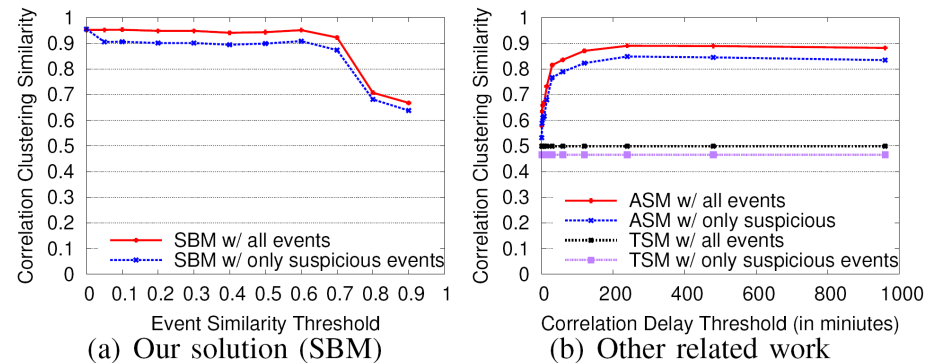 Correlation Clustering Similarity
1
0.9
0.8
0.7
0.6
0.5
0.4
0.3
0.2
0.1
0
SBM w/ all events
SBM w/ only suspicious events
0 0.1 0.2 0.3 0.4 0.5 0.6 0.7 0.8 0.9 1
Event Similarity Threshold
(a) Our solution (SBM)
Correlation Clustering Similarity
1
0.9
0.8
0.7
0.6
0.5
0.4
0.3
0.2
0.1
0
ASM w/ all events
ASM w/ only suspicious
TSM w/ all events
TSM w/ only suspicious events
0 200 400 600 800 1000
Correlation Delay Threshold (in miniutes)
(b) Other related work